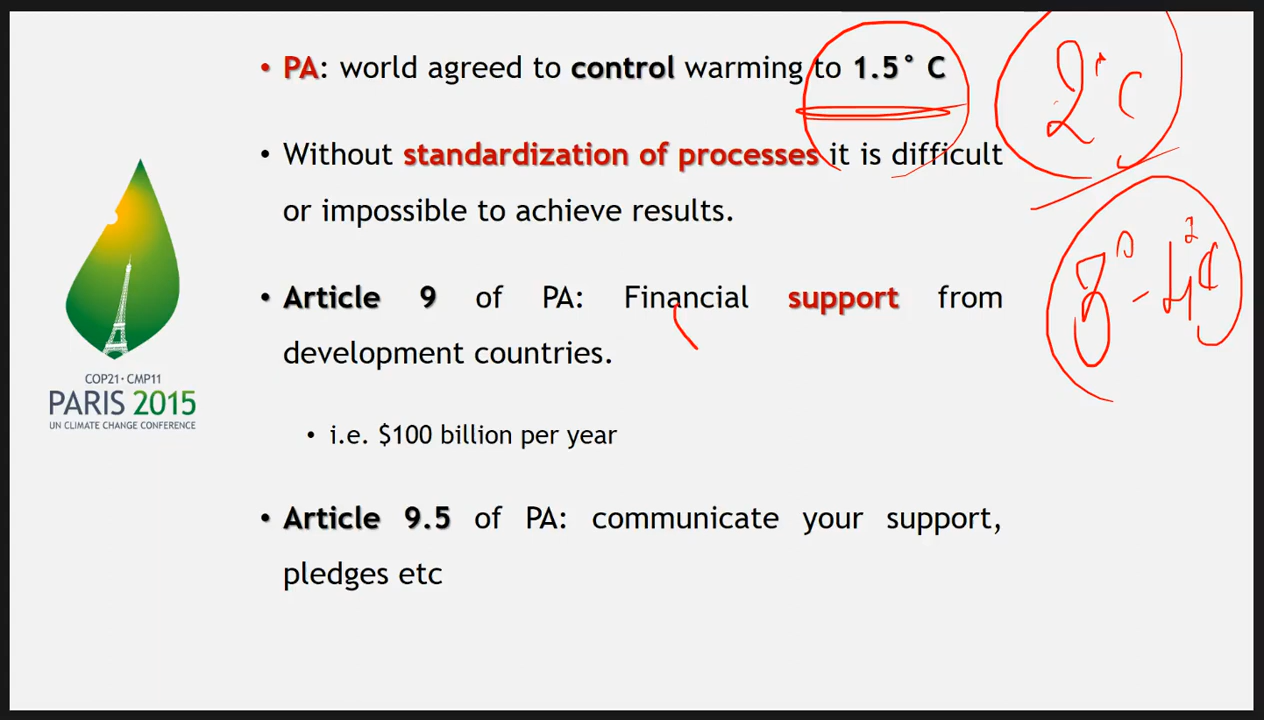 • PA: world agreed to control warming to 1.5° C
2°C
• Without standardization of processes it is difficult
or impossible to achieve results.
• Article 9 of PA: Financial support from
development countries.
• i.e. $100 billion per year
• Article 9.5 of PA: communicate your support,
pledges etc
COP21·CMP11
PARIS 2015
UN CLIMATE CHANGE CONFERENCE